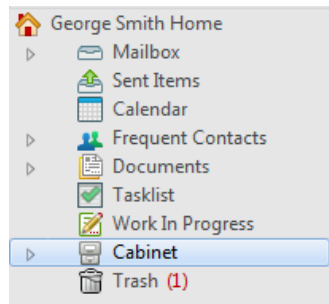 George Smith Home
Mailbox
Sent Items
Calendar
Frequent Contacts
Documents
Tasklist
Work In Progress
Cabinet
Trash (1)